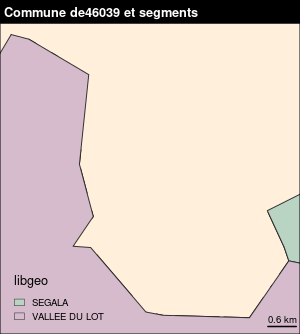 Commune de46039 et segments
libgeo
SEGALA
VALLEE DU LOT
0.6 km